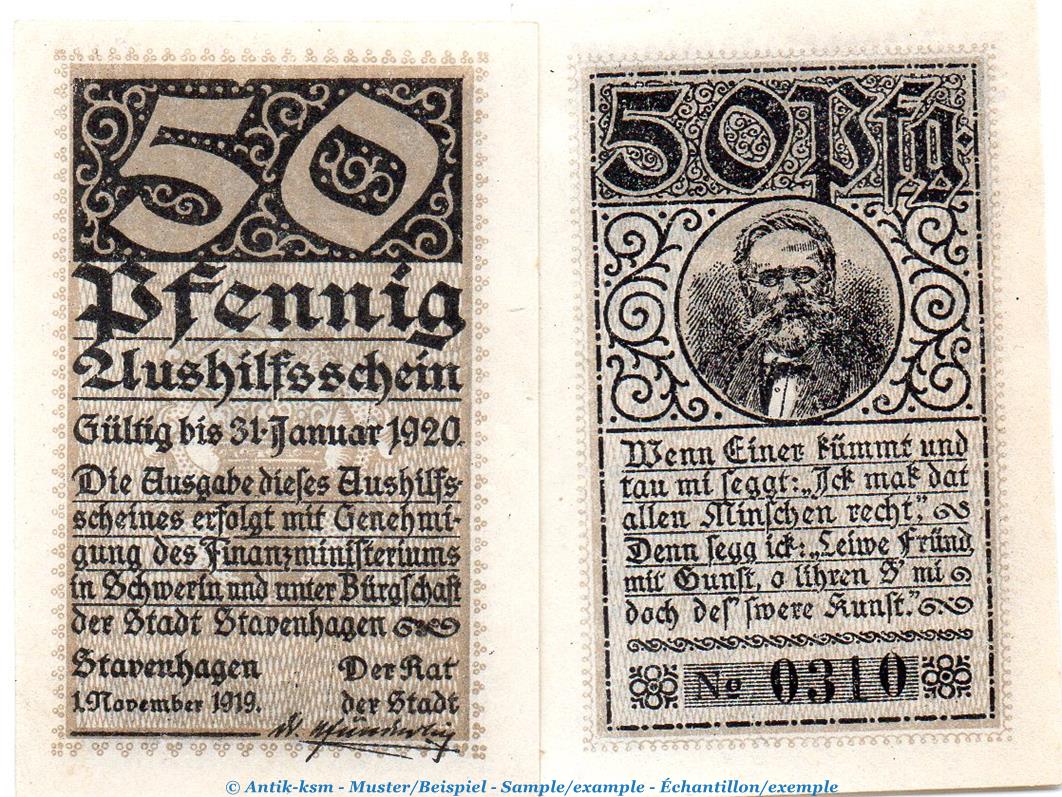 50
Pfennig
Aushilfsschein
Gültig bis 31. Januar 1920.
Die Ausgabe dieses Aushilfs-
scheines erfolgt mit Genehmi-
gung des Finanzministeriums
in Schwerin und unter Bürgschaft
der Stadt Stavenhagen
Stavenhagen Der Rat
1. November 1919. der Stadt
50 Pfg.
Wenn Einer kümmt und
tau mi seggt: „Ick mak dat
allen Minschen recht",
Denn segg ick: „Leiwe Fründ,
mit Gunst, o lihren S' mi
doch des' swere Kunst."
No 0310
© Antik-ksm - Muster/Beispiel - Sample/example - Échantillon/exemple